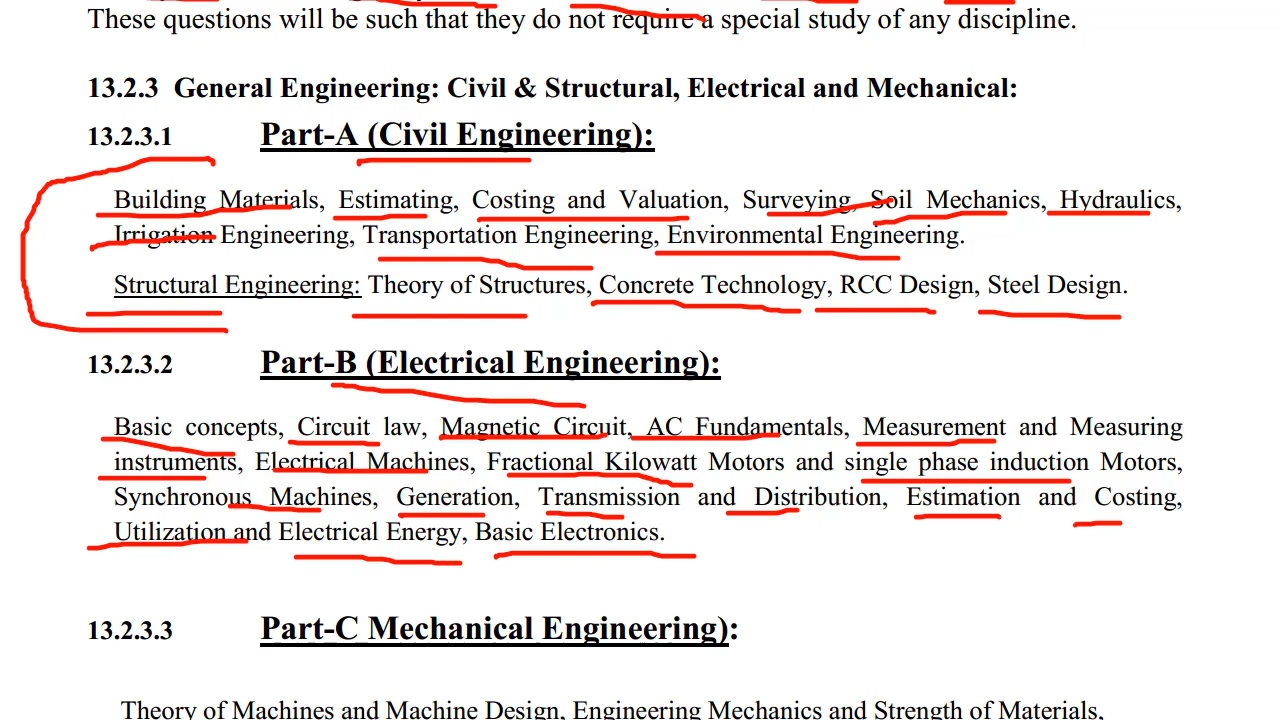 These questions will be such that they do not require a special study of any discipline.
13.2.3 General Engineering: Civil & Structural, Electrical and Mechanical:
13.2.3.1 Part-A (Civil Engineering):
Building Materials, Estimating, Costing and Valuation, Surveying, Soil Mechanics, Hydraulics,
Irrigation Engineering, Transportation Engineering, Environmental Engineering.
Structural Engineering: Theory of Structures, Concrete Technology, RCC Design, Steel Design.
13.2.3.2 Part-B (Electrical Engineering):
Basic concepts, Circuit law, Magnetic Circuit, AC Fundamentals, Measurement and Measuring
instruments, Electrical Machines, Fractional Kilowatt Motors and single phase induction Motors,
Synchronous Machines, Generation, Transmission and Distribution, Estimation and Costing,
Utilization and Electrical Energy, Basic Electronics.
13.2.3.3 Part-C Mechanical Engineering):
Theory of Machines and Machine Design, Engineering Mechanics and Strength of Materials,